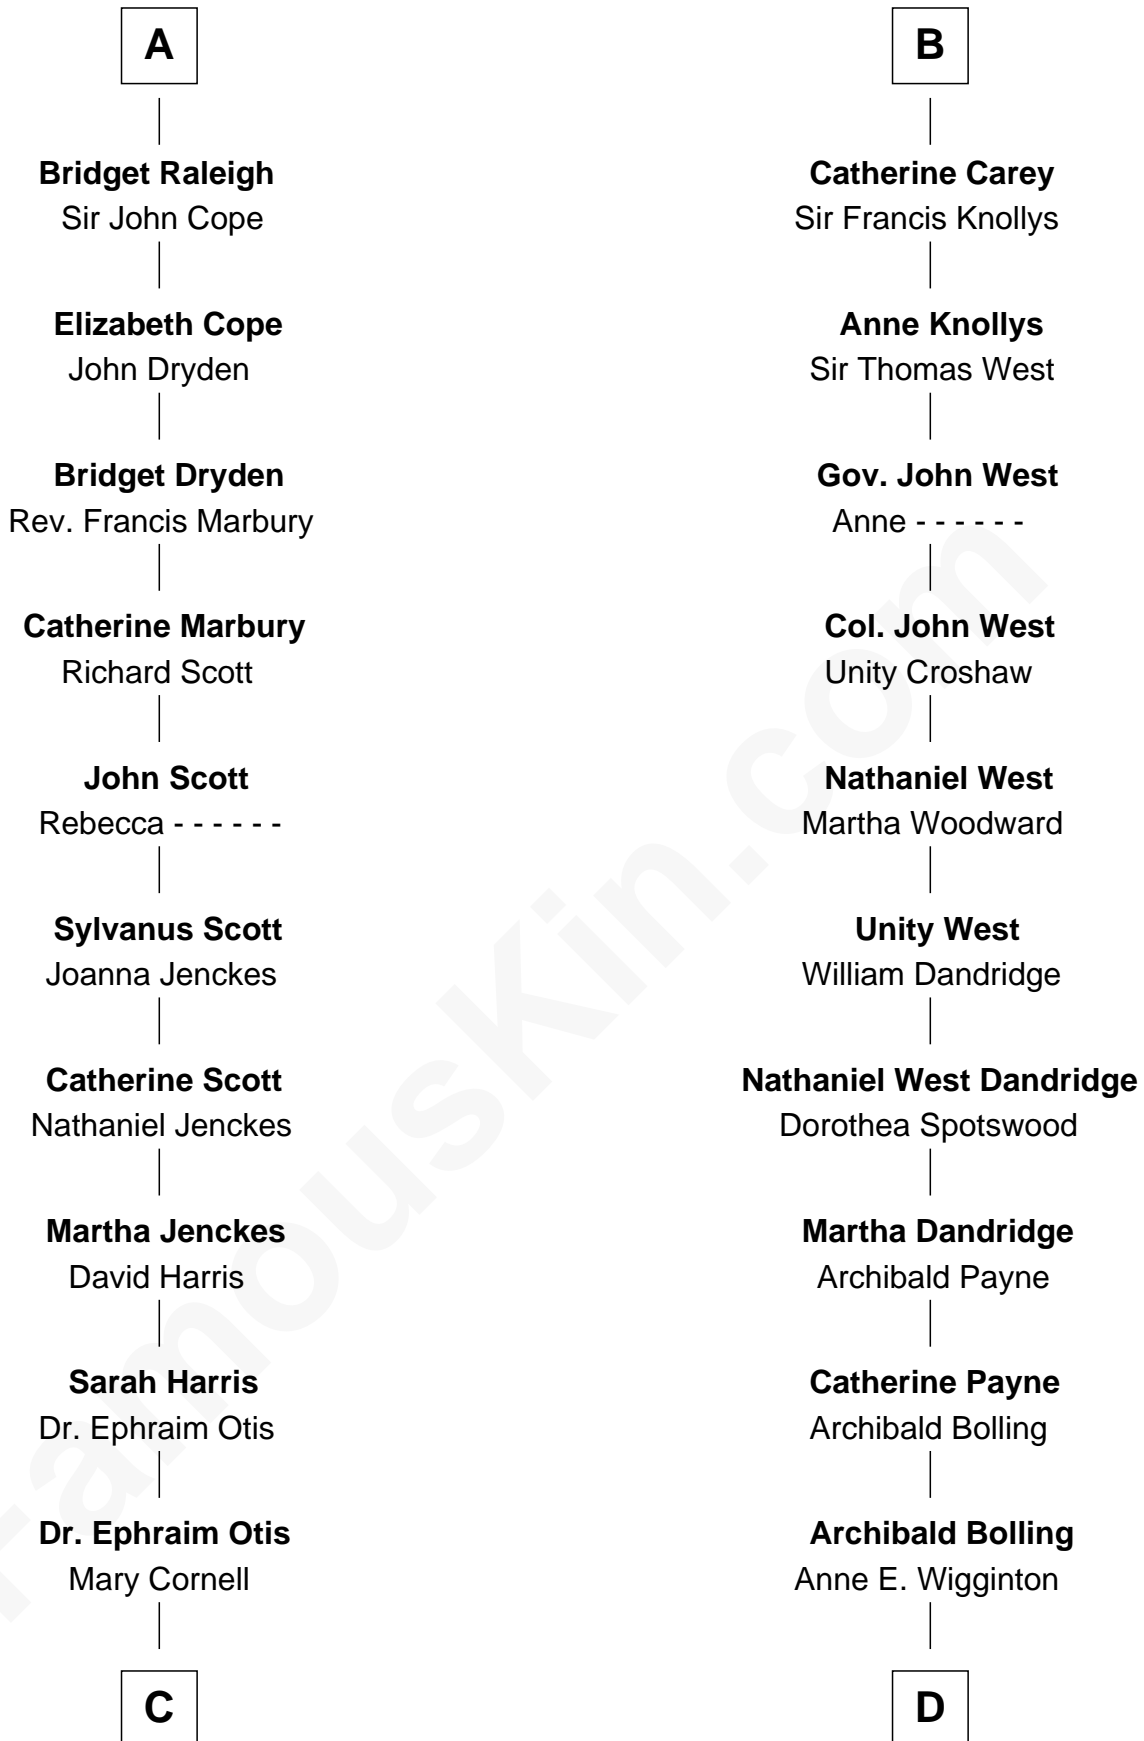 A
Bridget Raleigh
Sir John Cope
Elizabeth Cope
John Dryden
Bridget Dryden
Rev. Francis Marbury
Catherine Marbury
Richard Scott
John Scott
Rebecca - - - - - -
Sylvanus Scott
Joanna Jenckes
Catherine Scott
Nathaniel Jenckes
Martha Jenckes
David Harris
Sarah Harris
Dr. Ephraim Otis
Dr. Ephraim Otis
Mary Cornell
C
B
Catherine Carey
Sir Francis Knollys
Anne Knollys
Sir Thomas West
Gov. John West
Anne - - - - - -
Col. John West
Unity Croshaw
Nathaniel West
Martha Woodward
Unity West
William Dandridge
Nathaniel West Dandridge
Dorothea Spotswood
Martha Dandridge
Archibald Payne
Catherine Payne
Archibald Bolling
Archibald Bolling
Anne E. Wigginton
D
FamousKin.com